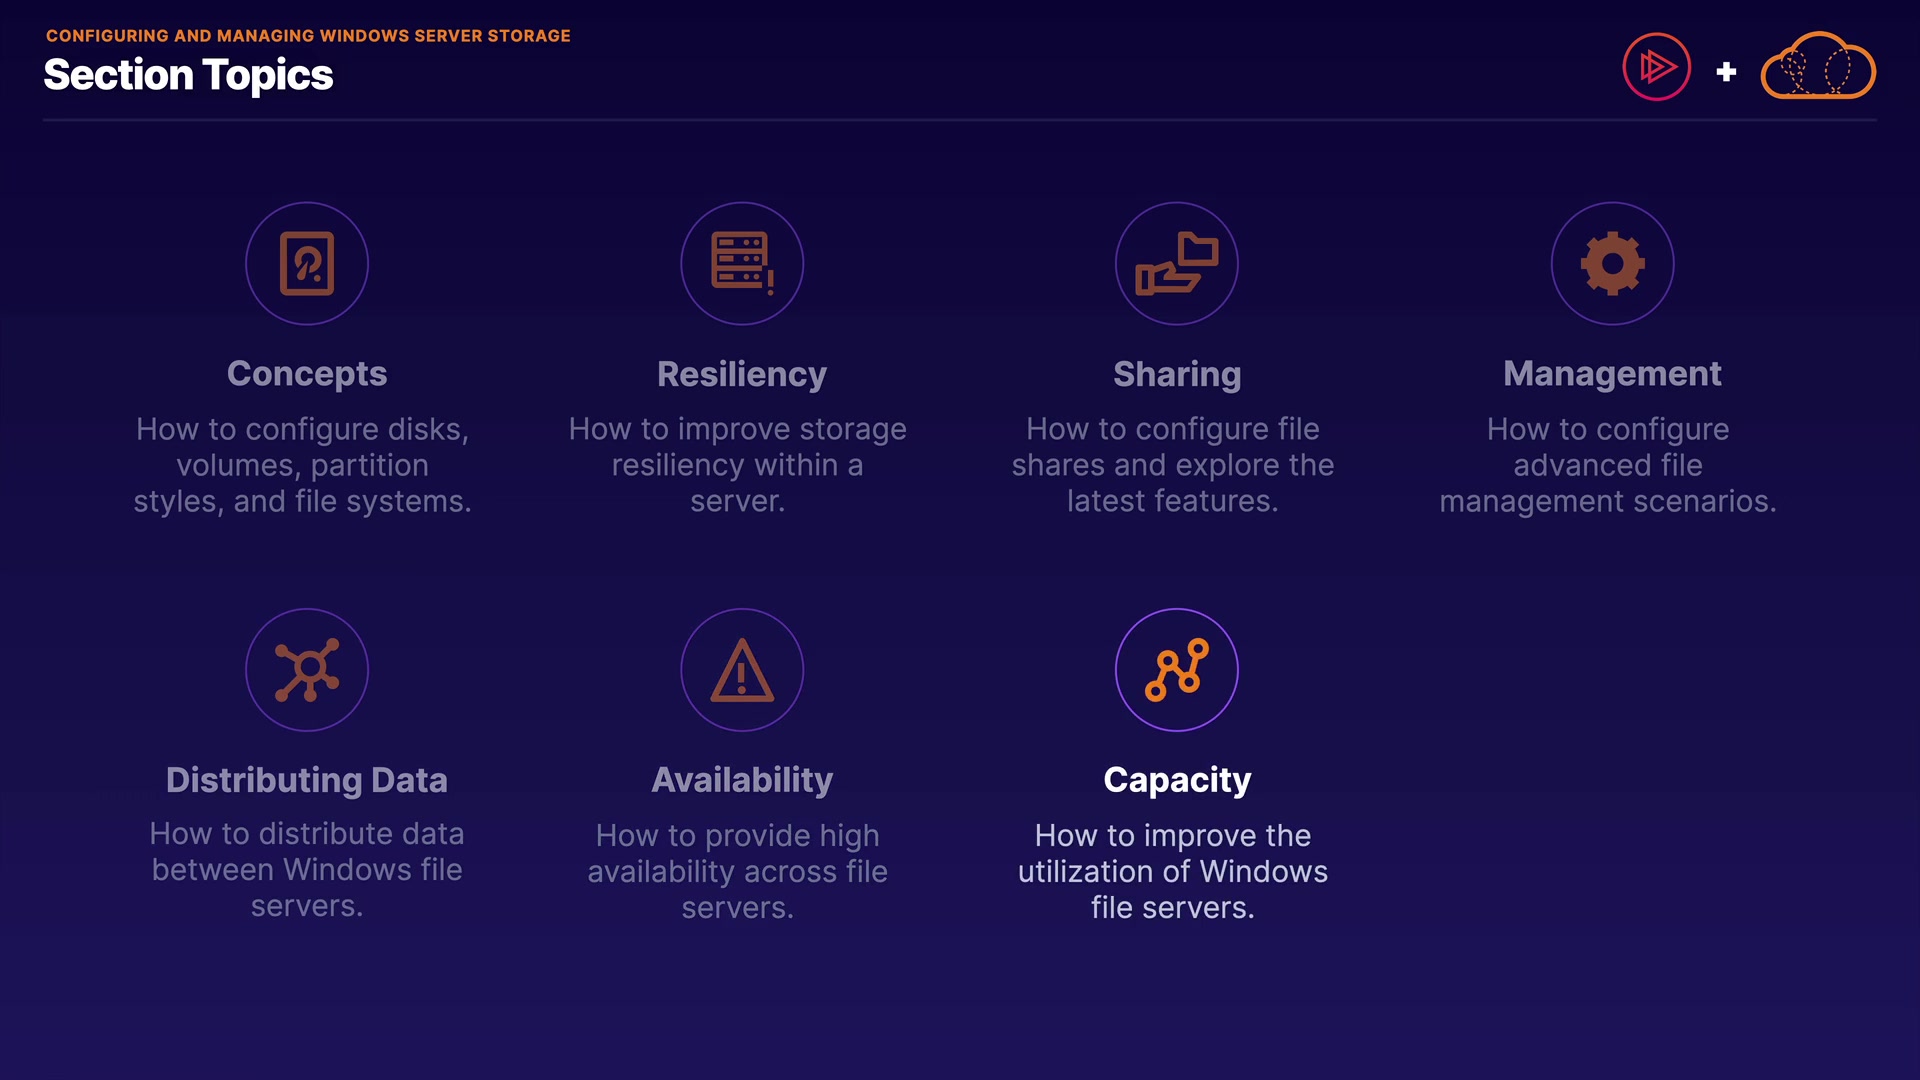 CONFIGURING AND MANAGING WINDOWS SERVER STORAGE
Section Topics
Concepts
How to configure disks,
volumes, partition
styles, and file systems.
Resiliency
How to improve storage
resiliency within a
server.
Sharing
How to configure file
shares and explore the
latest features.
Management
How to configure
advanced file
management scenarios.
Distributing Data
How to distribute data
between Windows file
servers.
Availability
How to provide high
availability across file
servers.
Capacity
How to improve the
utilization of Windows
file servers.